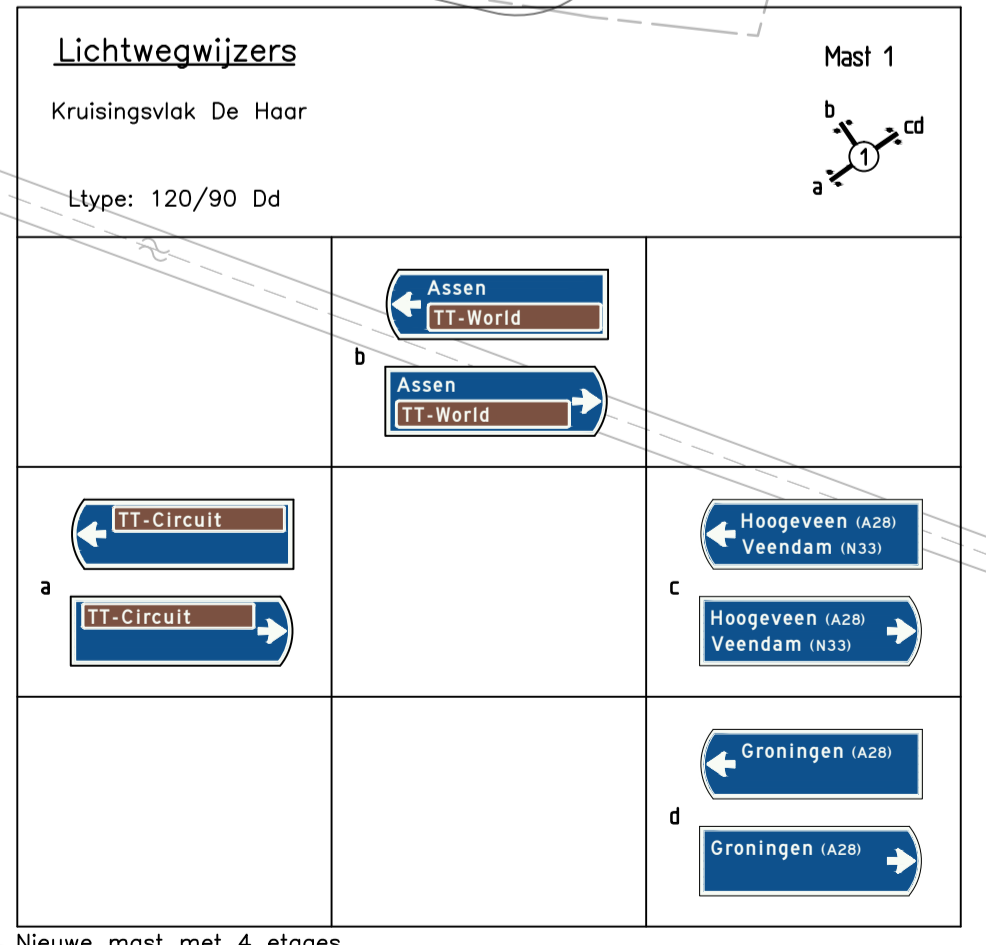 Lichtwegwijzers
Mast 1
Kruisingsvlak De Haar
b
cd
1
a
Ltype: 120/90 Dd
Assen
TT-World
b
Assen
TT-World
TT-Circuit
a
TT-Circuit
Hoogeveen (A28)
Veendam (N33)
c
Hoogeveen (A28)
Veendam (N33)
Groningen (A28)
d
Groningen (A28)
Nieuwe mast met 4 etages